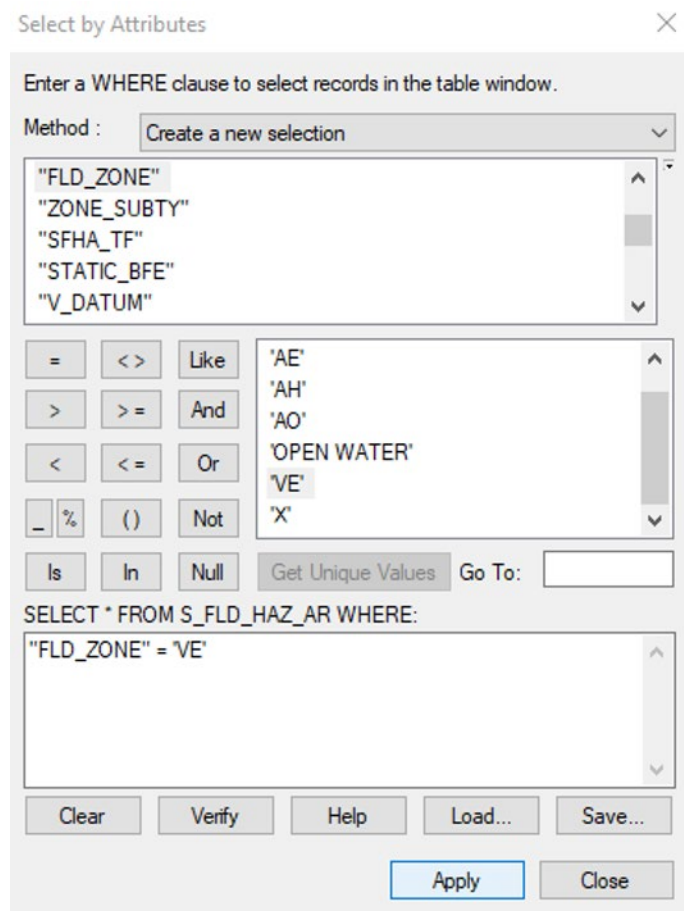 Select by Attributes
Enter a WHERE clause to select records in the table window.
Method : Create a new selection
"FLD_ZONE"
"ZONE_SUBTY"
"SFHA_TF"
"STATIC_BFE"
"V_DATUM"
= < > Like
> > = And
< < = Or
_ % ( ) Not
Is In Null
'AE'
'AH'
'AO'
'OPEN WATER'
'VE'
'X'
Get Unique Values Go To:
SELECT * FROM S_FLD_HAZ_AR WHERE:
"FLD_ZONE" = 'VE'
Clear Verify Help Load... Save...
Apply Close